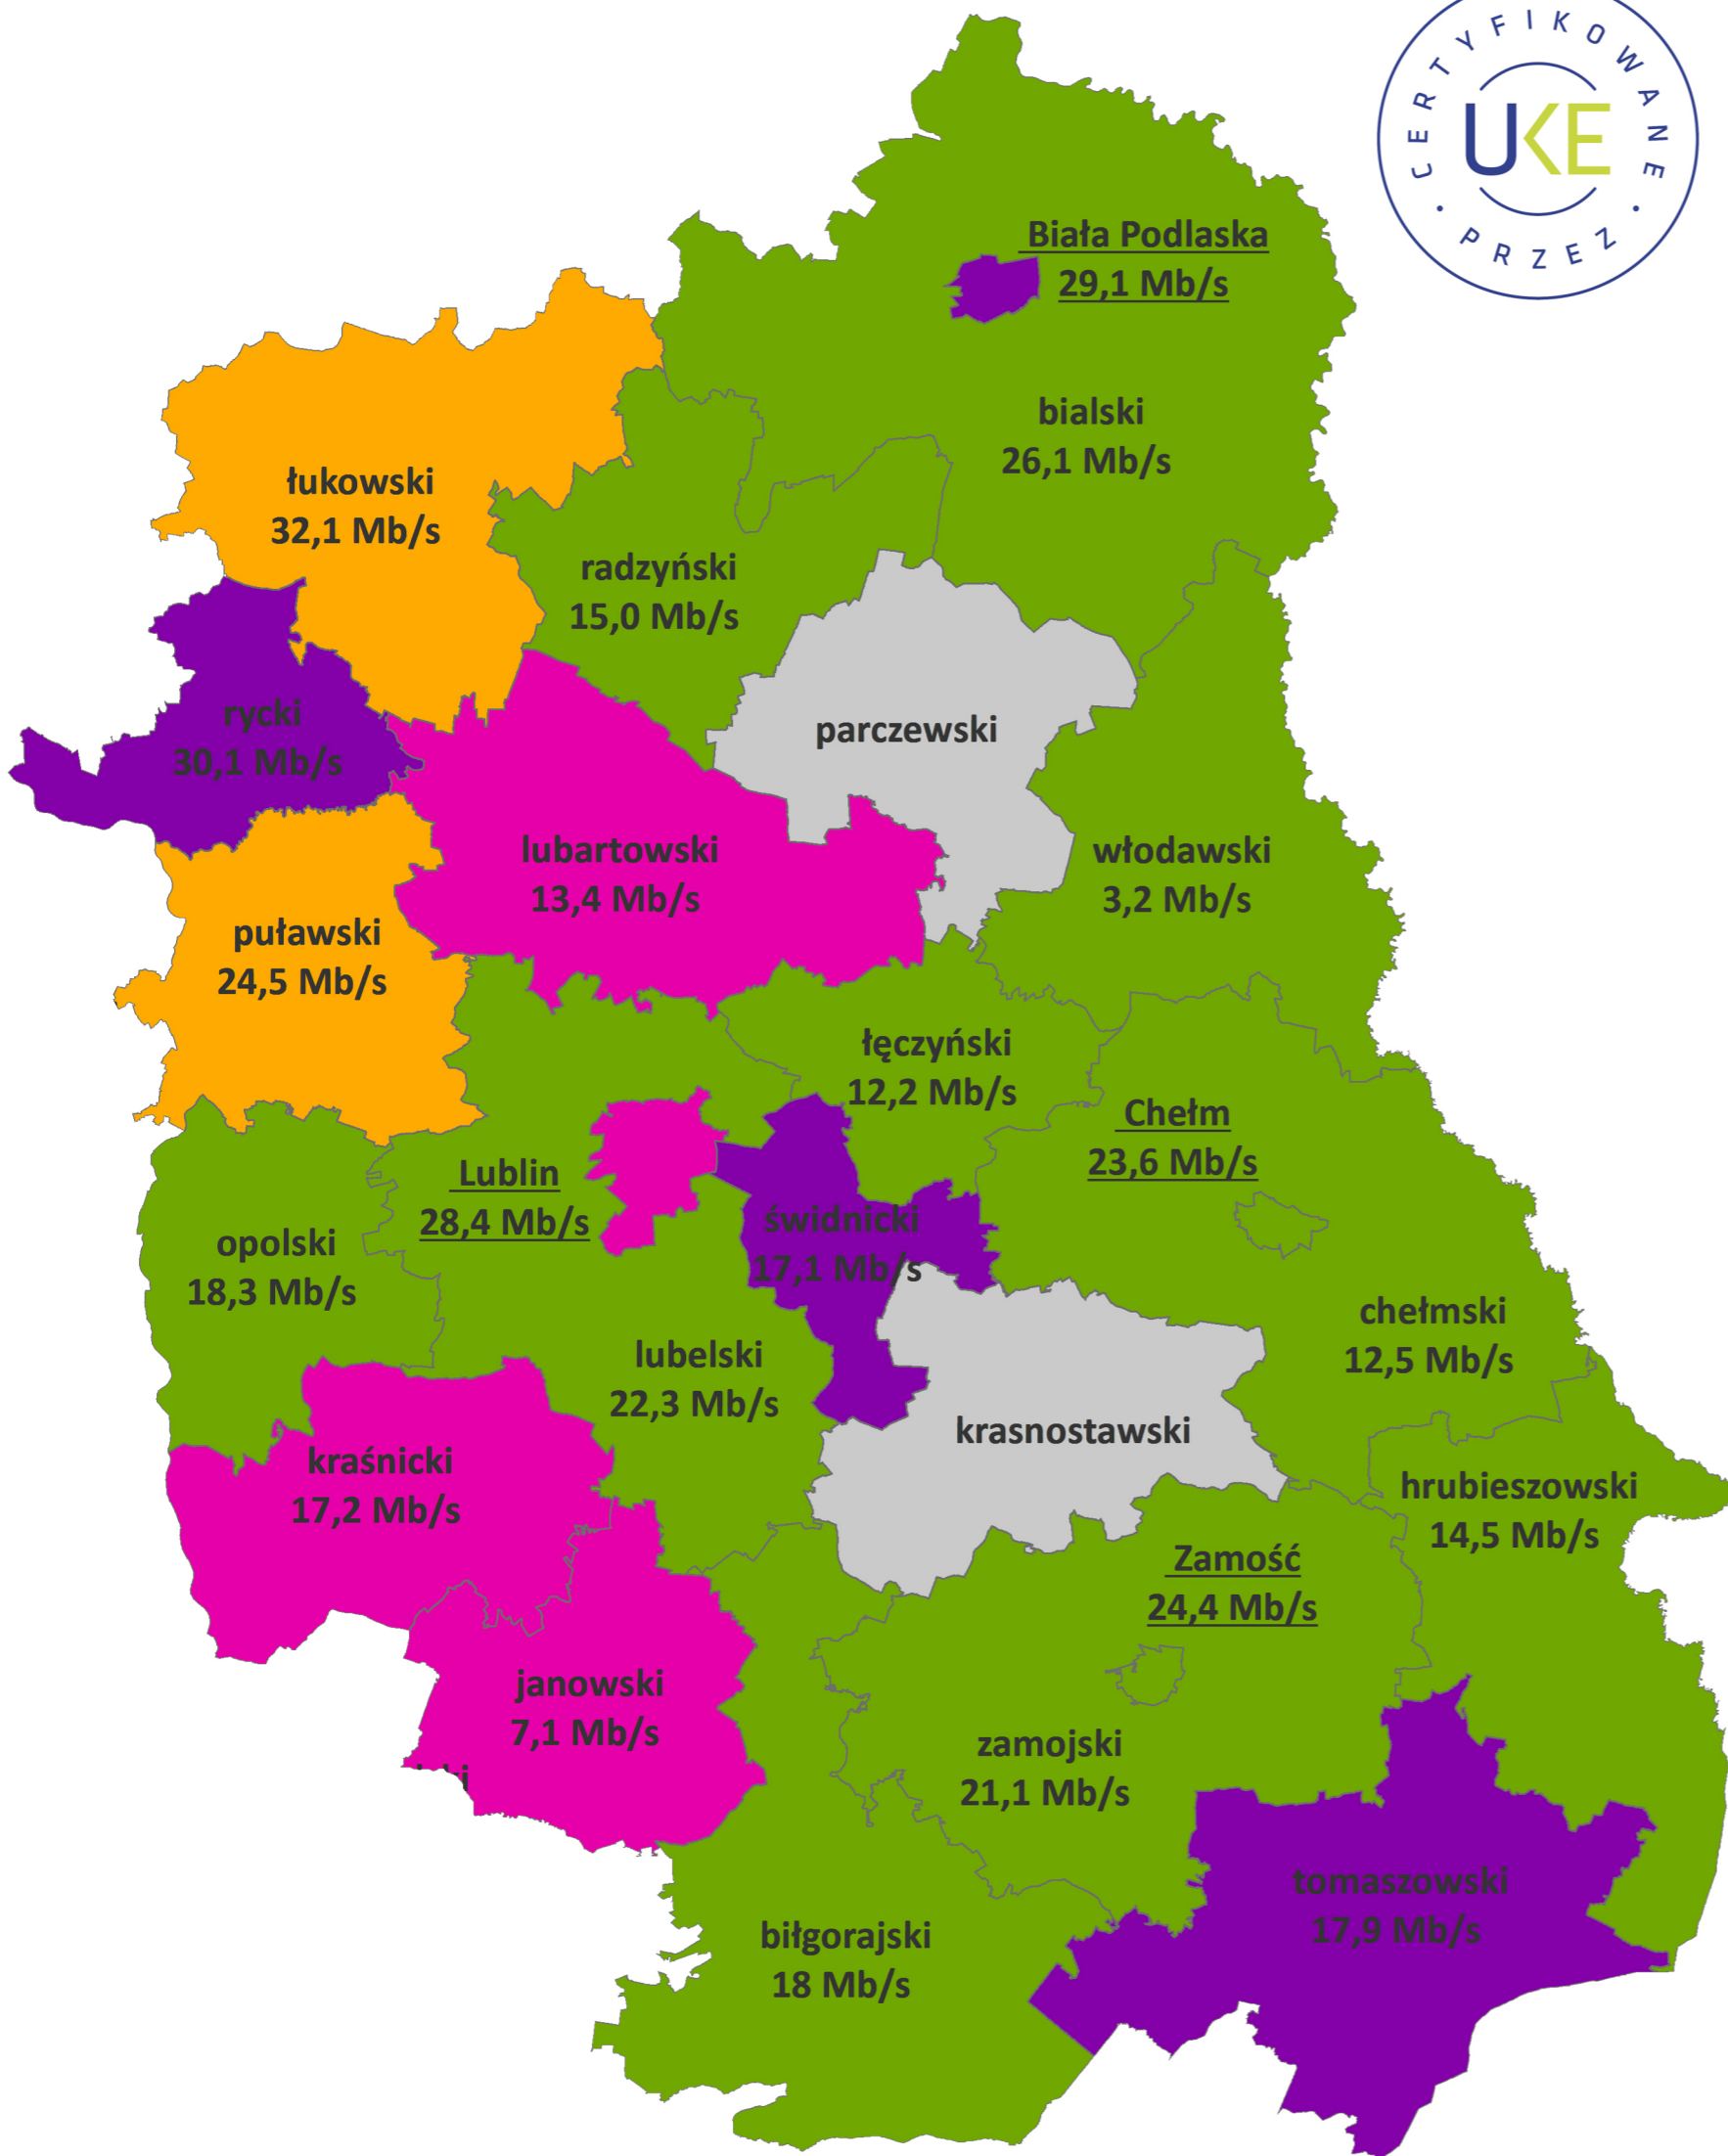 CERTYFIKOWANE
UKE
PRZEZ
Biała Podlaska
29,1 Mb/s
bialski
26,1 Mb/s
łukowski
32,1 Mb/s
radzyński
15,0 Mb/s
rycki
30,1 Mb/s
parczewski
lubartowski
13,4 Mb/s
włodawski
3,2 Mb/s
puławski
24,5 Mb/s
łęczyński
12,2 Mb/s
Chełm
23,6 Mb/s
Lublin
28,4 Mb/s
świdnicki
17,1 Mb/s
opolski
18,3 Mb/s
chełmski
12,5 Mb/s
lubelski
22,3 Mb/s
krasnostawski
kraśnicki
17,2 Mb/s
hrubieszowski
14,5 Mb/s
Zamość
24,4 Mb/s
janowski
7,1 Mb/s
zamojski
21,1 Mb/s
tomaszowski
17,9 Mb/s
biłgorajski
18 Mb/s